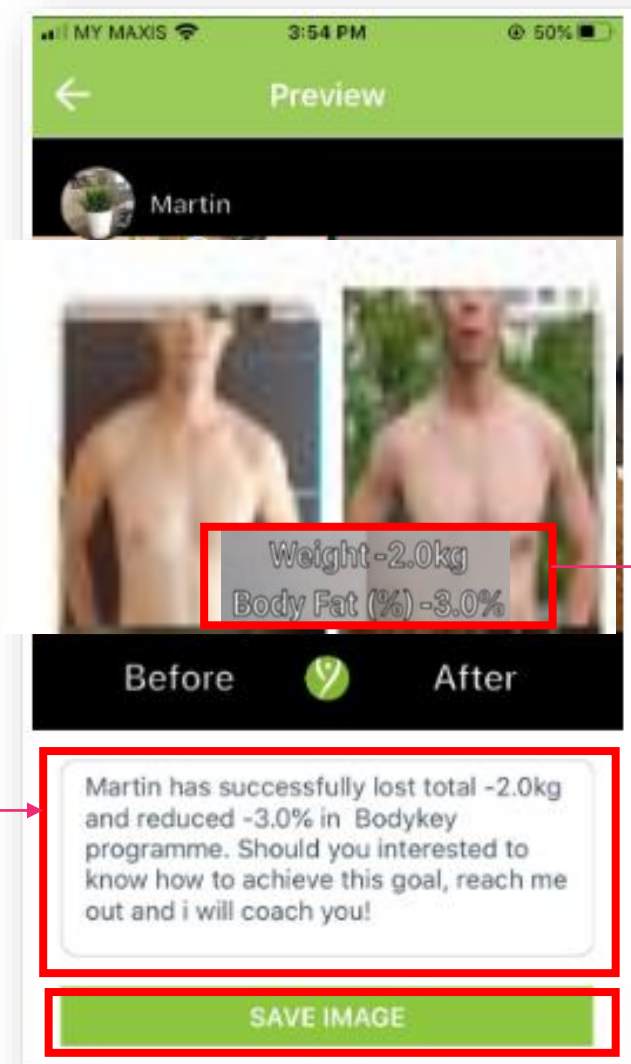 MY MAXIS 3:54 PM 50%
Preview
Martin
Weight -2.0kg
Body Fat (%) -3.0%
Before After
Martin has successfully lost total -2.0kg
and reduced -3.0% in Bodykey
programme. Should you interested to
know how to achieve this goal, reach me
out and i will coach you!
SAVE IMAGE